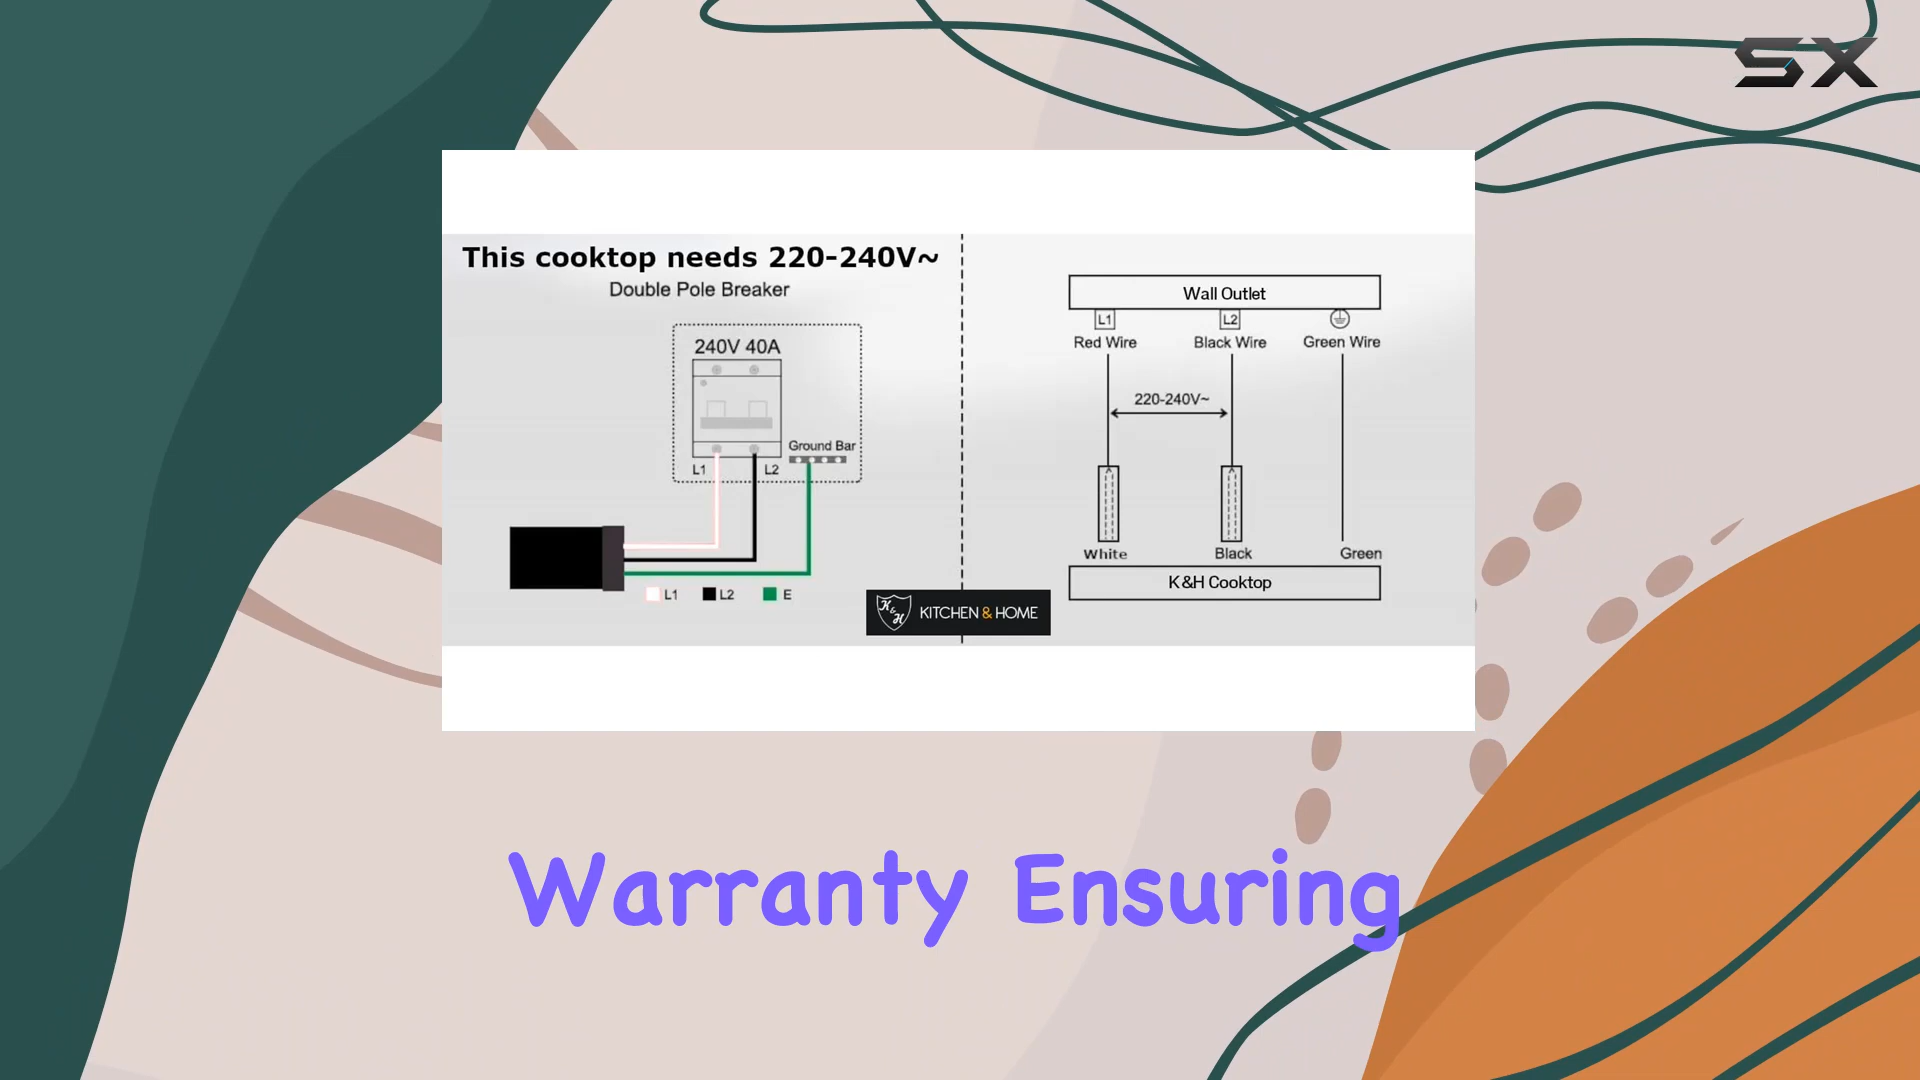 SX
This cooktop needs 220-240V~
Double Pole Breaker
240V 40A
Ground Bar
L1
L2
L1
L2
E
Wall Outlet
L1
L2
Red Wire
Black Wire
Green Wire
220-240V~
White
Black
Green
K&H Cooktop
K&H
KITCHEN & HOME
Warranty Ensuring